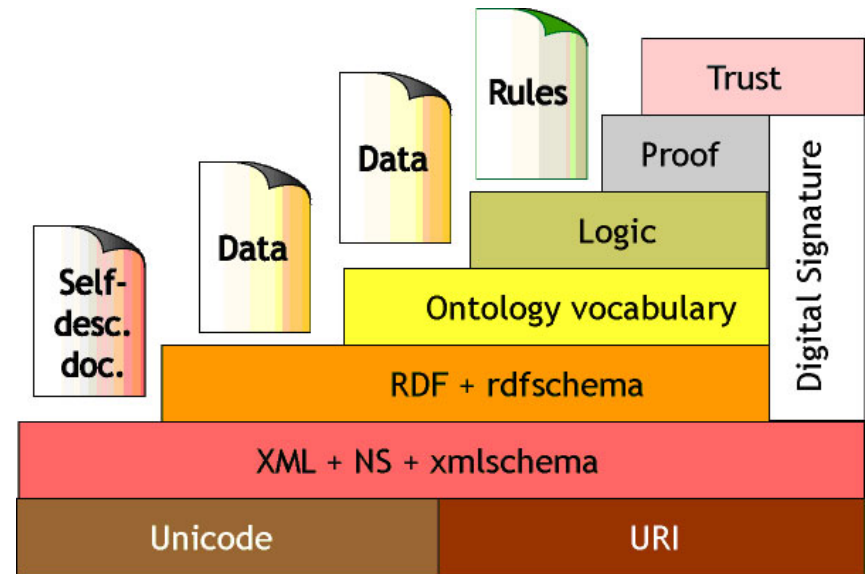 Rules
Trust
Data
Proof
Data
Logic
Digital Signature
Self-
desc.
doc.
Ontology vocabulary
RDF + rdfschema
XML + NS + xmlschema
Unicode
URI